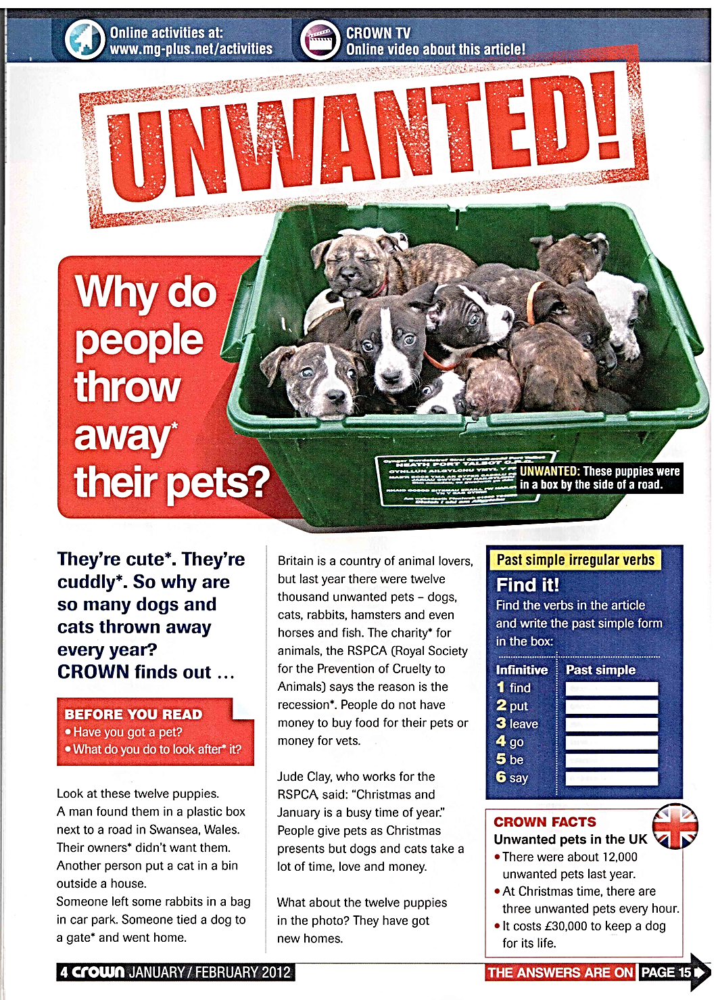 Online activities at:
www.mg-plus.net/activities
CROWN TV
Online video about this article!
UNWANTED!
Why do
people
throw
away*
their pets?
NEATH PORT TALBOT C.B.C.
UNWANTED: These puppies were
in a box by the side of a road.
They're cute*. They're
cuddly*. So why are
so many dogs and
cats thrown away
every year?
CROWN finds out ...
BEFORE YOU READ
• Have you got a pet?
• What do you do to look after* it?
Look at these twelve puppies.
A man found them in a plastic box
next to a road in Swansea, Wales.
Their owners* didn't want them.
Another person put a cat in a bin
outside a house.
Someone left some rabbits in a bag
in car park. Someone tied a dog to
a gate* and went home.
Britain is a country of animal lovers,
but last year there were twelve
thousand unwanted pets – dogs,
cats, rabbits, hamsters and even
horses and fish. The charity* for
animals, the RSPCA (Royal Society
for the Prevention of Cruelty to
Animals) says the reason is the
recession*. People do not have
money to buy food for their pets or
money for vets.
Jude Clay, who works for the
RSPCA, said: "Christmas and
January is a busy time of year."
People give pets as Christmas
presents but dogs and cats take a
lot of time, love and money.
What about the twelve puppies
in the photo? They have got
new homes.
Past simple irregular verbs
Find it!
Find the verbs in the article
and write the past simple form
in the box:
Infinitive Past simple
1 find
2 put
3 leave
4 go
5 be
6 say
CROWN FACTS
Unwanted pets in the UK
• There were about 12,000
unwanted pets last year.
• At Christmas time, there are
three unwanted pets every hour.
• It costs £30,000 to keep a dog
for its life.
4 crown JANUARY / FEBRUARY 2012
THE ANSWERS ARE ON PAGE 15